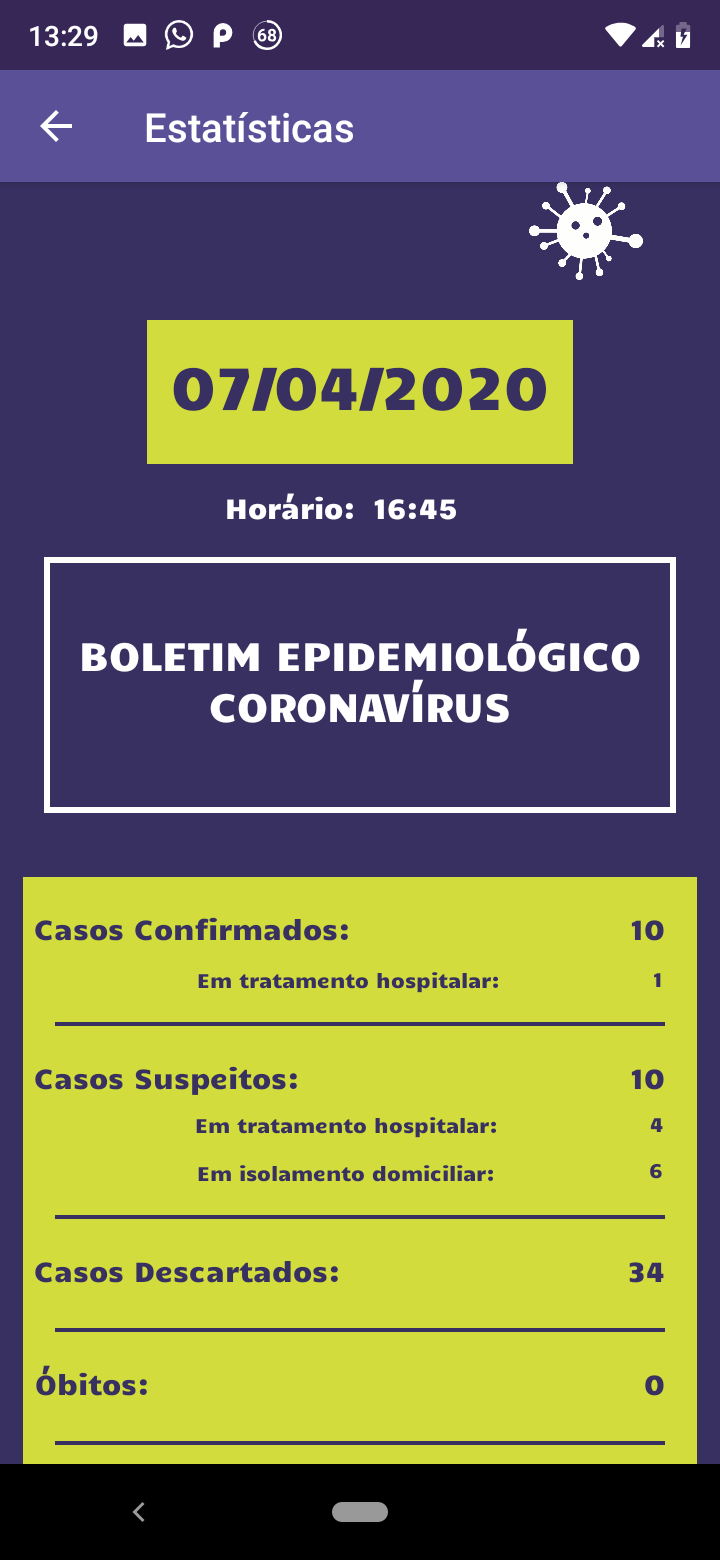 13:29 68
Estatísticas
07/04/2020
Horário: 16:45
BOLETIM EPIDEMIOLÓGICO
CORONAVÍRUS
Casos Confirmados: 10
Em tratamento hospitalar: 1
Casos Suspeitos: 10
Em tratamento hospitalar: 4
Em isolamento domiciliar: 6
Casos Descartados: 34
Óbitos: 0